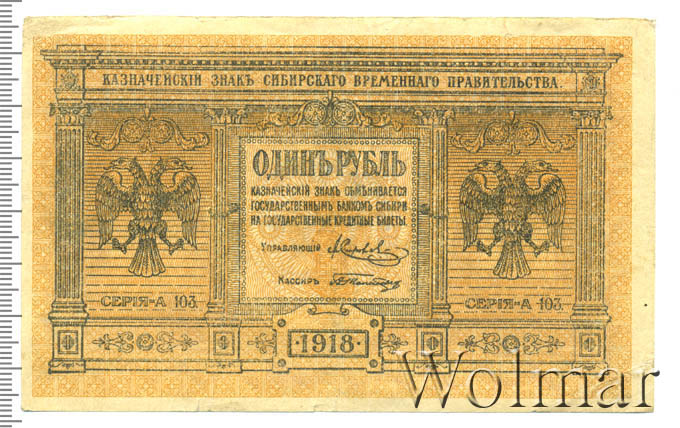 КАЗНАЧЕЙСКІЙ ЗНАКЪ СИБИРСКАГО ВРЕМЕННАГО ПРАВИТЕЛЬСТВА.
ОДИНЪ РУБЛЬ
КАЗНАЧЕЙСКІЙ ЗНАКЪ ОБМѢНИВАЕТСЯ
ГОСУДАРСТВЕННЫМЪ БАНКОМЪ СИБИРИ
НА ГОСУДАРСТВЕННЫЕ КРЕДИТНЫЕ БИЛЕТЫ.
УПРАВЛЯЮЩІЙ
КАССИРЪ
СЕРІЯ-А 103.
СЕРІЯ-А 103.
·1918·
Wolmar